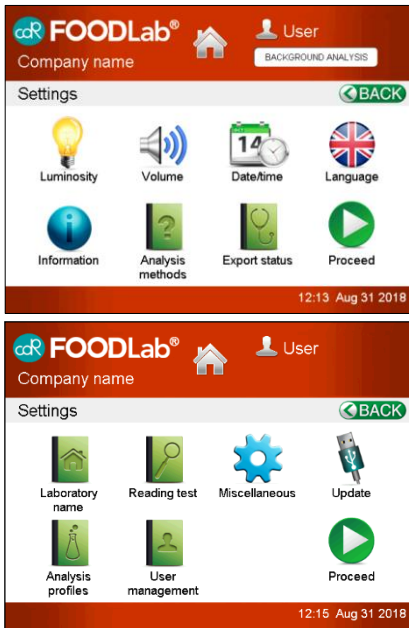 cdR FOODLab®
User
Company name
BACKGROUND ANALYSIS
Settings
BACK
14
Luminosity
Volume
Date/time
Language
Information
Analysis
methods
Export status
Proceed
12:13 Aug 31 2018
cdR FOODLab®
User
Company name
Settings
BACK
Laboratory
name
Reading test
Miscellaneous
Update
Analysis
profiles
User
management
Proceed
12:15 Aug 31 2018